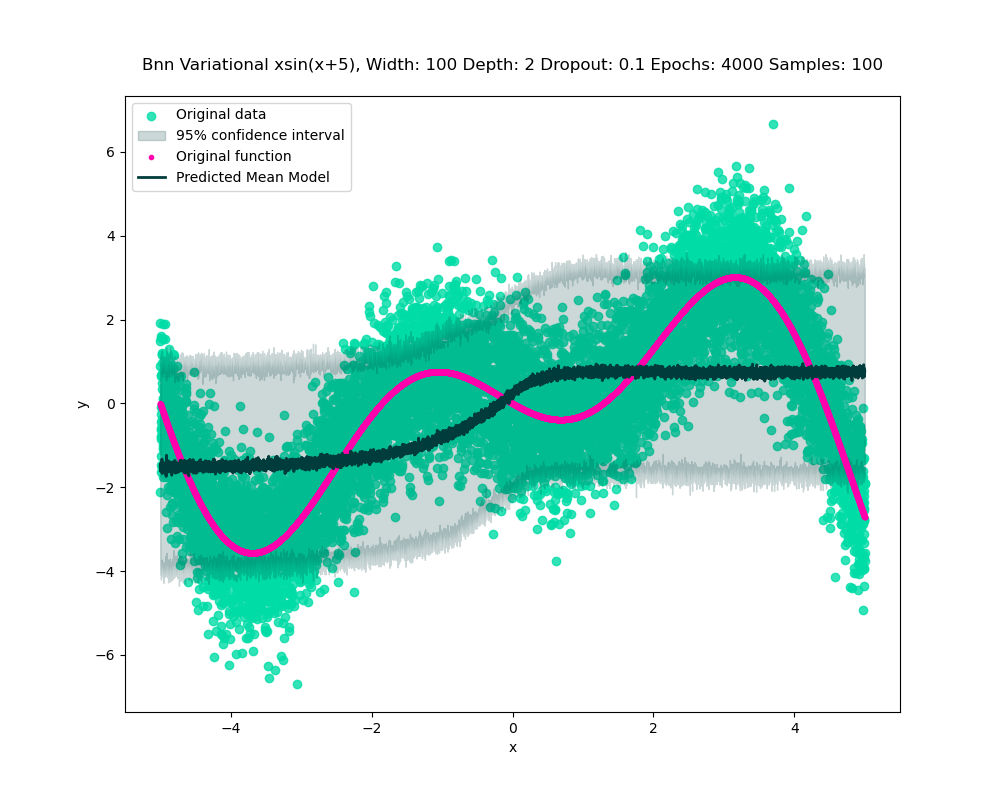 Bnn Variational xsin(x+5), Width: 100 Depth: 2 Dropout: 0.1 Epochs: 4000 Samples: 100
Original data
95% confidence interval
Original function
Predicted Mean Model
6
4
2
0
−2
−4
−6
y
−4
−2
0
2
4
x